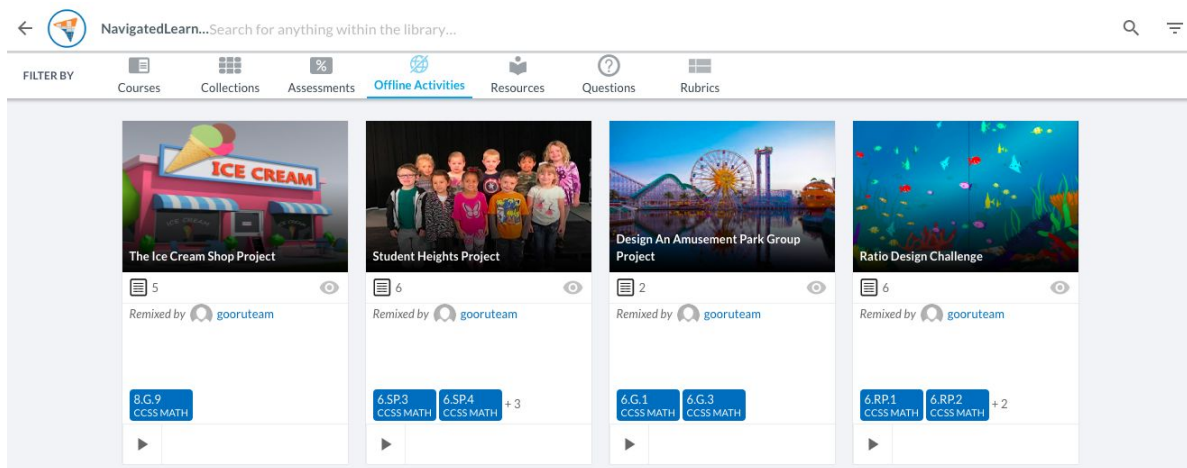 NavigatedLearn... Search for anything within the library...
FILTER BY
Courses
Collections
%
Assessments
Offline Activities
Resources
?
Questions
Rubrics
ICE CREAM
ICE CREAM
The Ice Cream Shop Project
5
Remixed by gooruteam
8.G.9
CCSS MATH
Student Heights Project
6
Remixed by gooruteam
6.SP.3
CCSS MATH
6.SP.4
CCSS MATH
+ 3
Design An Amusement Park Group
Project
2
Remixed by gooruteam
6.G.1
CCSS MATH
6.G.3
CCSS MATH
Ratio Design Challenge
6
Remixed by gooruteam
6.RP.1
CCSS MATH
6.RP.2
CCSS MATH
+ 2